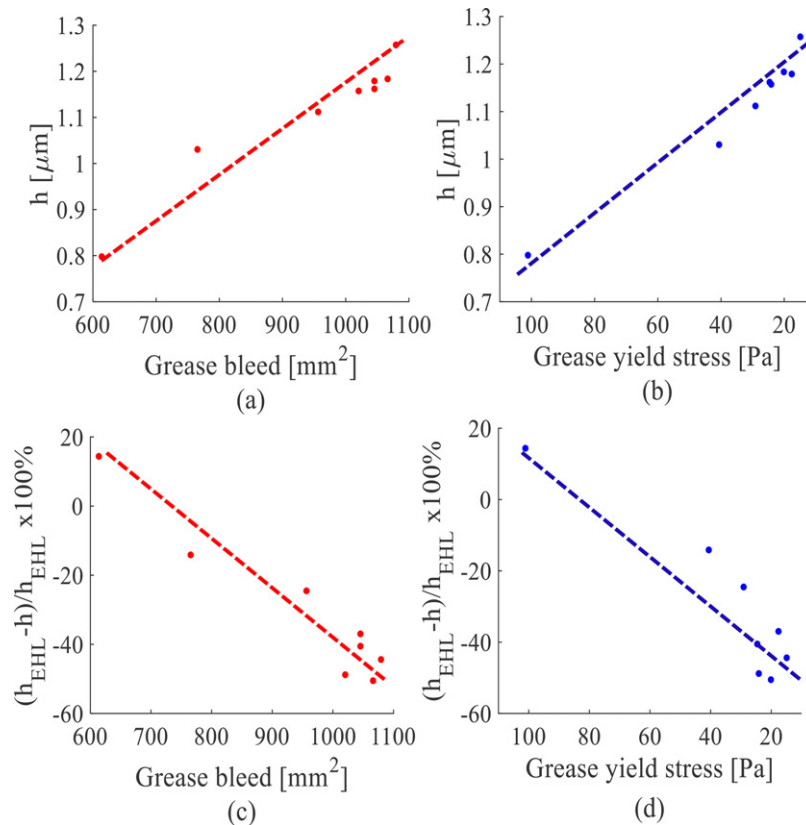 1.3
1.2
1.1
1
0.9
0.8
0.7
h [μm]
600 700 800 900 1000 1100
Grease bleed [mm²]
(a)
1.3
1.2
1.1
1
0.9
0.8
0.7
h [μm]
100 80 60 40 20
Grease yield stress [Pa]
(b)
20
0
-20
-40
-60
(h_EHL-h)/h_EHL x100%
600 700 800 900 1000 1100
Grease bleed [mm²]
(c)
20
0
-20
-40
-60
(h_EHL-h)/h_EHL x100%
100 80 60 40 20
Grease yield stress [Pa]
(d)